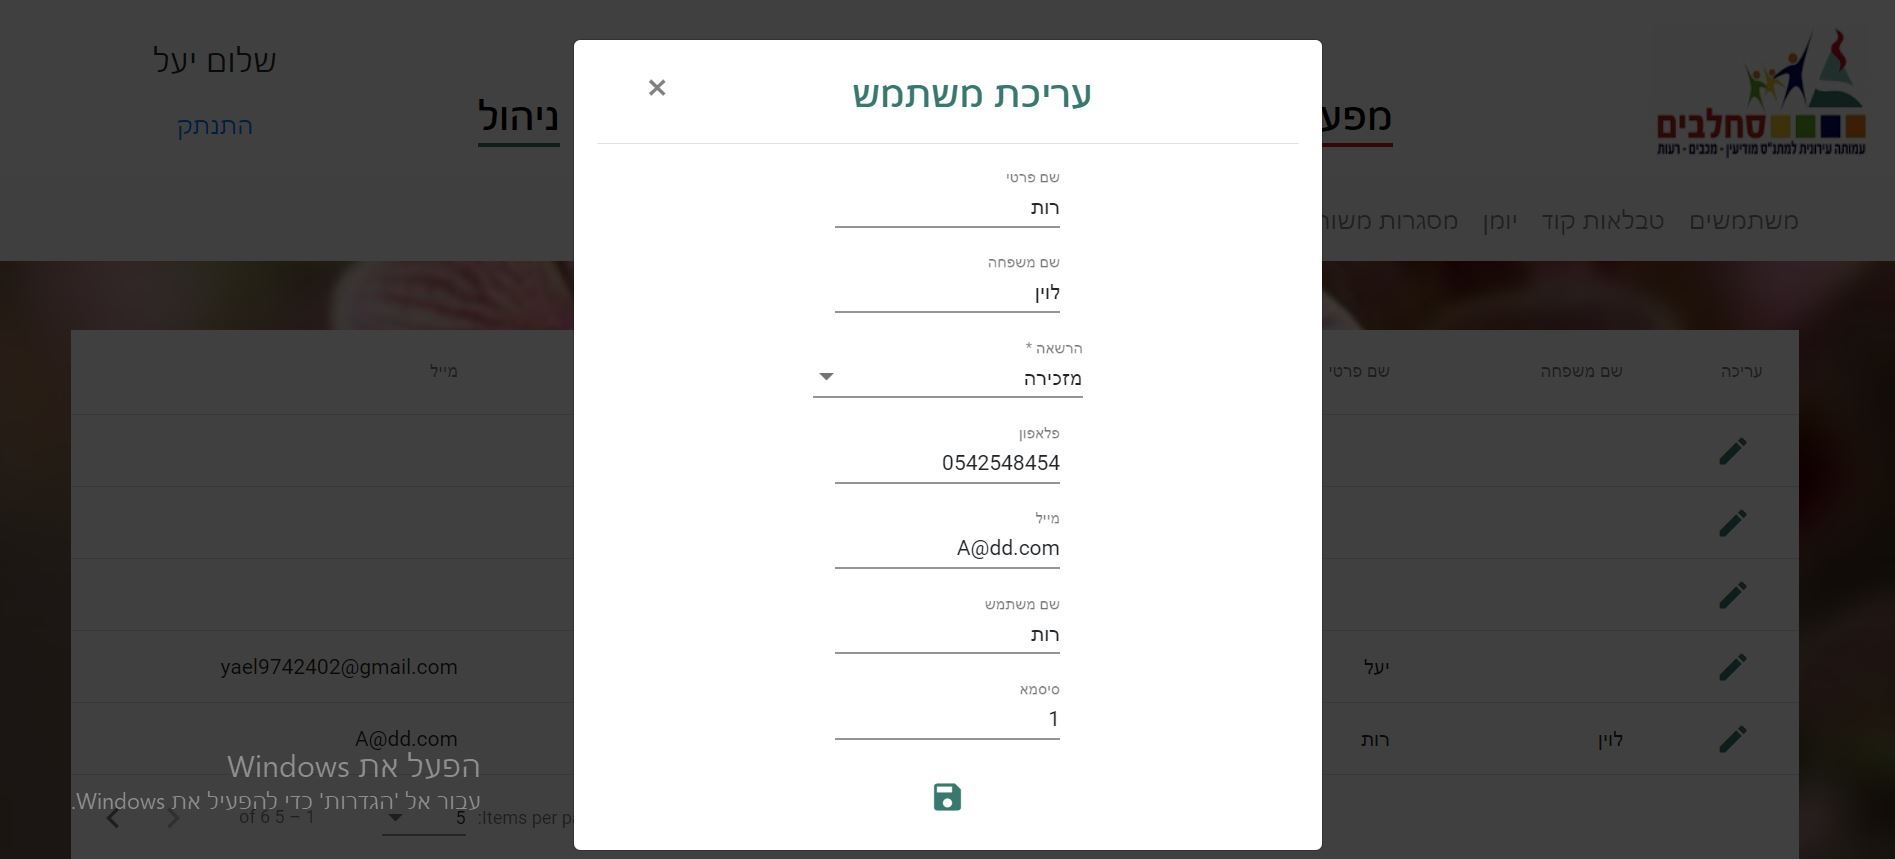 סחלבים
עמותה עירונית למתנ"ס מודיעין - מכבים - רעות
מפע
ניהול
שלום יעל
התנתק
משתמשים
טבלאות קוד
יומן
מסגרות משות
עריכת משתמש
×
שם פרטי
רות
שם משפחה
לוין
הרשאה *
מזכירה
פלאפון
0542548454
מייל
A@dd.com
שם משתמש
רות
סיסמא
1
עריכה
שם משפחה
שם פרטי
מייל
יעל
yael9742402@gmail.com
לוין
רות
A@dd.com
Items per p:
5
1 – 5 of 6
הפעל את Windows
עבור אל 'הגדרות' כדי להפעיל את Windows.